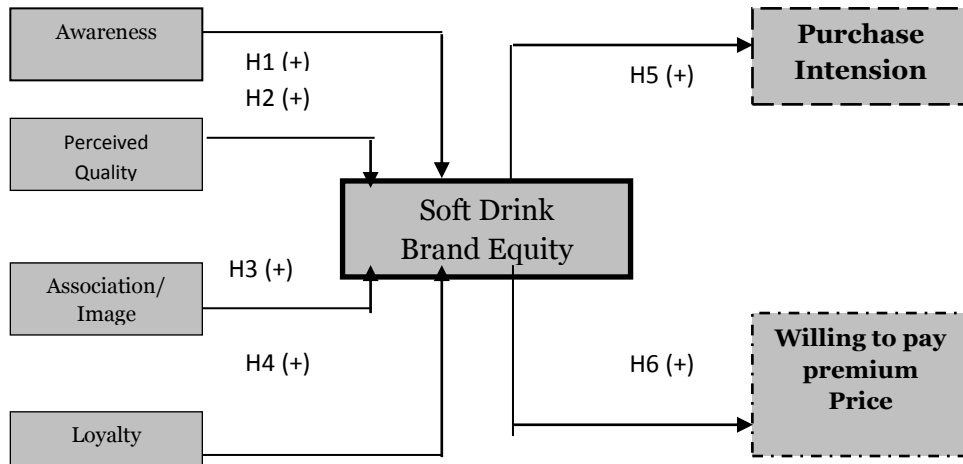 Awareness
H1 (+)
H2 (+)
Perceived
Quality
Association/
Image
H3 (+)
H4 (+)
Loyalty
Soft Drink
Brand Equity
H5 (+)
Purchase
Intension
H6 (+)
Willing to pay
premium
Price